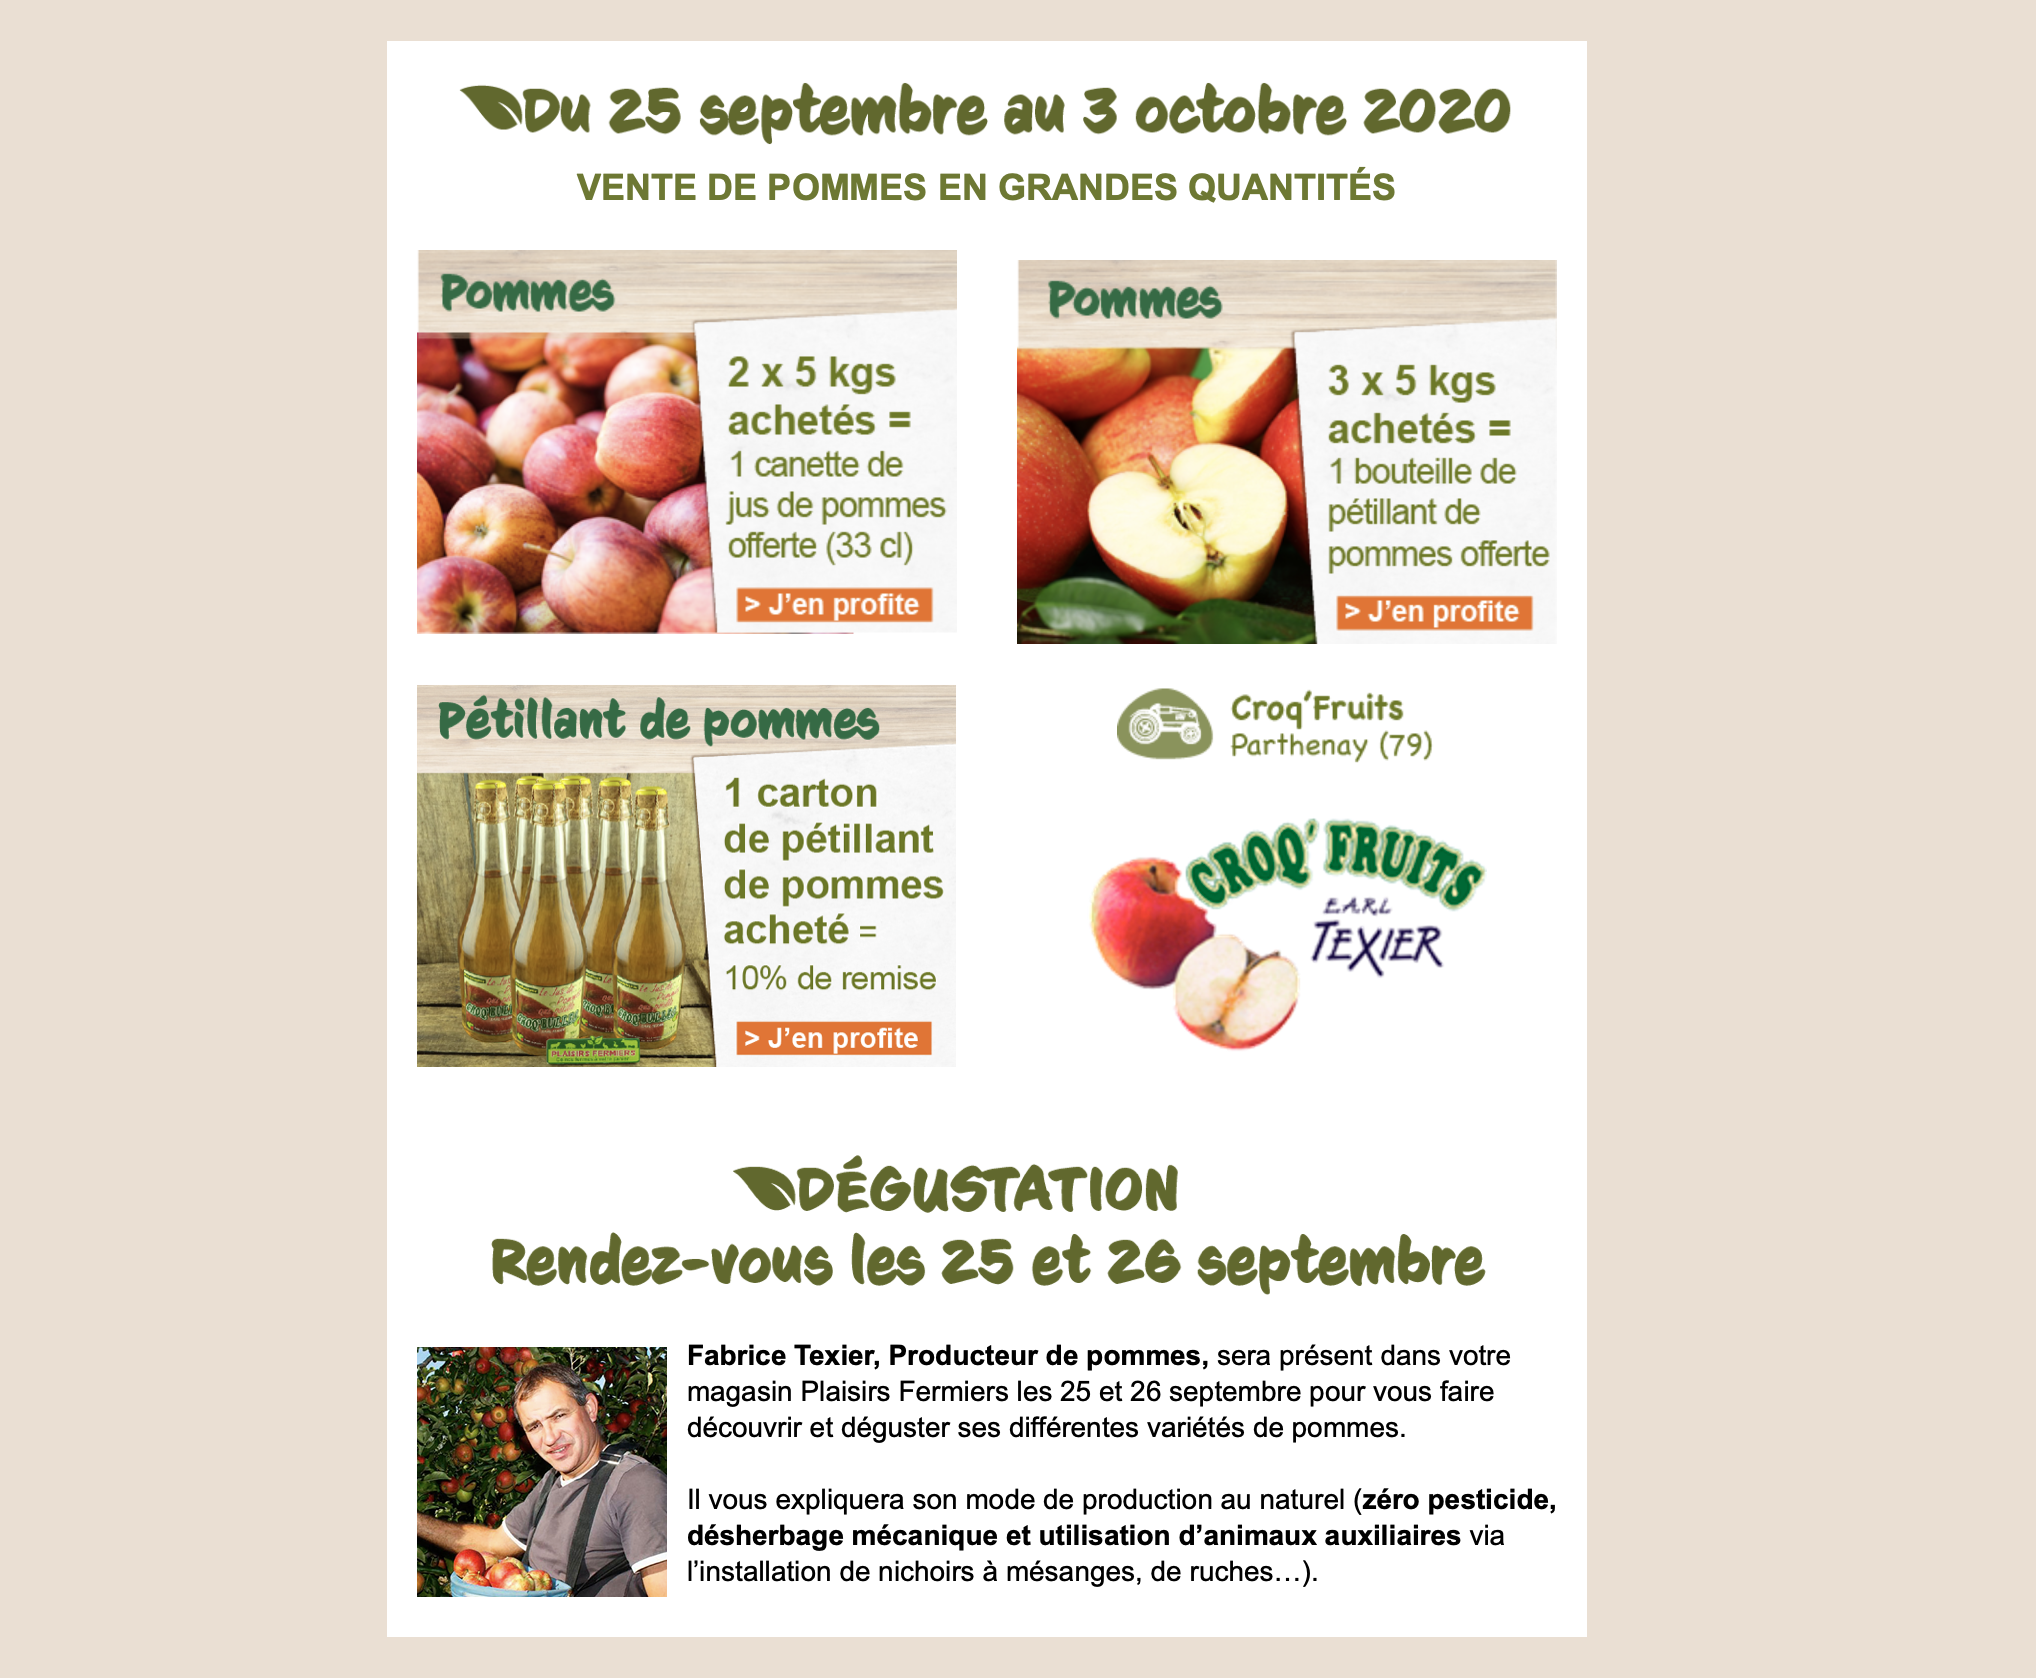 Du 25 septembre au 3 octobre 2020
VENTE DE POMMES EN GRANDES QUANTITÉS
Pommes
2 x 5 kgs
achetés =
1 canette de
jus de pommes
offerte (33 cl)
> J’en profite
Pommes
3 x 5 kgs
achetés =
1 bouteille de
pétillant de
pommes offerte
> J’en profite
Pétillant de pommes
1 carton
de pétillant
de pommes
acheté =
10% de remise
> J’en profite
PLAISIRS FERMIERS
Croq’Fruits
Parthenay (79)
CROQ’ FRUITS
E.A.R.L
TEXIER
DÉGUSTATION
Rendez-vous les 25 et 26 septembre
Fabrice Texier, Producteur de pommes, sera présent dans votre
magasin Plaisirs Fermiers les 25 et 26 septembre pour vous faire
découvrir et déguster ses différentes variétés de pommes.
Il vous expliquera son mode de production au naturel (zéro pesticide,
désherbage mécanique et utilisation d’animaux auxiliaires via
l’installation de nichoirs à mésanges, de ruches…).